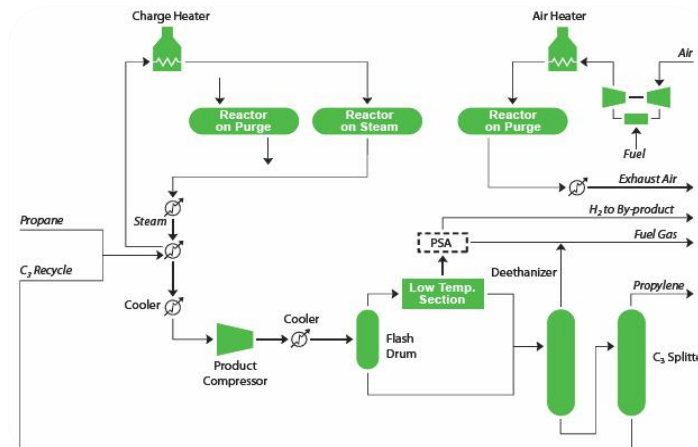 Charge Heater
Air Heater
Air
Reactor
on Purge
Reactor
on Steam
Reactor
on Purge
Fuel
Exhaust Air
Steam
H₂ to By-product
Propane
PSA
Fuel Gas
C₃ Recycle
Deethanizer
Low Temp.
Section
Propylene
Cooler
Cooler
Flash
Drum
Product
Compressor
C₃ Splitte